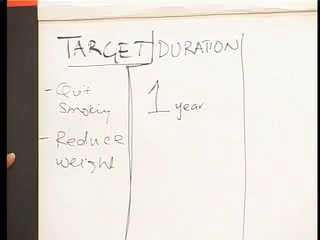 TARGET DURATION
- Quit
Smoking
1 year
- Reduce
weight